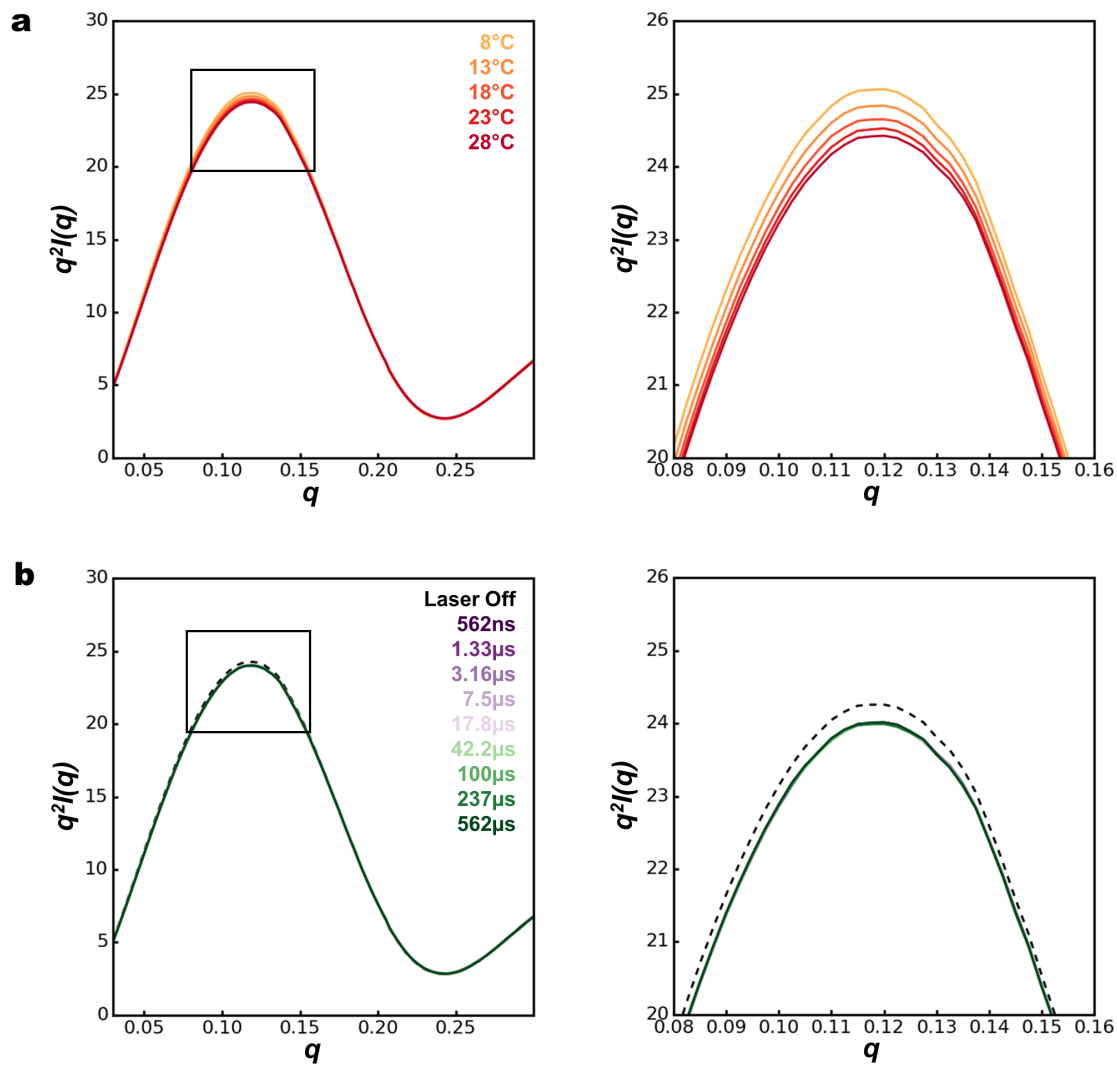 a
30
25
20
15
10
5
0
q²I(q)
0.05 0.10 0.15 0.20 0.25
q
8°C
13°C
18°C
23°C
28°C
26
25
24
23
22
21
20
q²I(q)
0.08 0.09 0.10 0.11 0.12 0.13 0.14 0.15 0.16
q
b
30
25
20
15
10
5
0
q²I(q)
0.05 0.10 0.15 0.20 0.25
q
Laser Off
562ns
1.33µs
3.16µs
7.5µs
17.8µs
42.2µs
100µs
237µs
562µs
26
25
24
23
22
21
20
q²I(q)
0.08 0.09 0.10 0.11 0.12 0.13 0.14 0.15 0.16
q